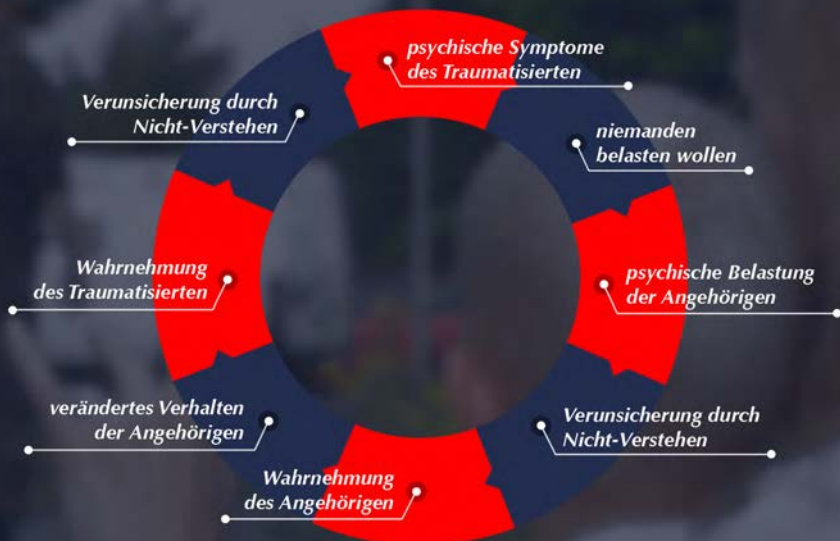 psychische Symptome
des Traumatisierten
niemanden
belasten wollen
psychische Belastung
der Angehörigen
Verunsicherung durch
Nicht-Verstehen
Wahrnehmung
des Angehörigen
verändertes Verhalten
der Angehörigen
Wahrnehmung
des Traumatisierten
Verunsicherung durch
Nicht-Verstehen